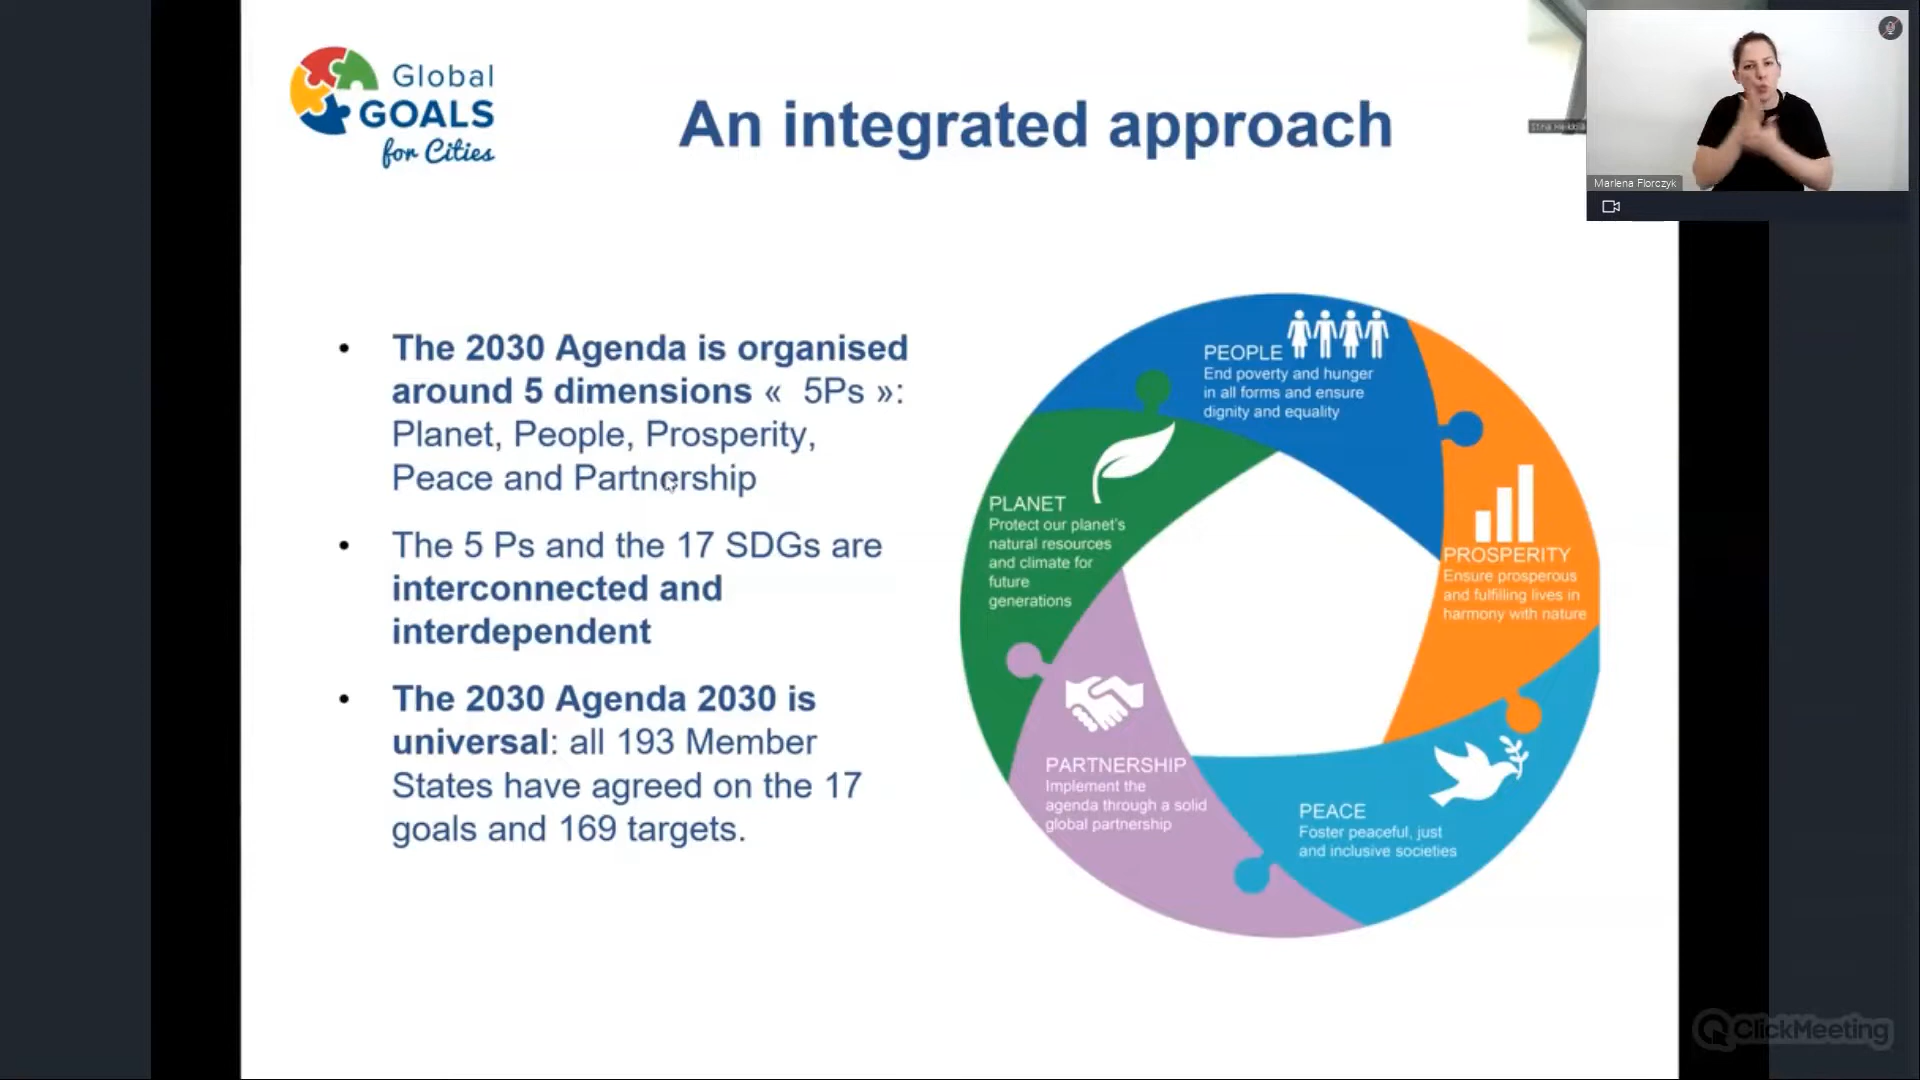 Global
GOALS
for Cities
An integrated approach
Marlena Florczyk
• The 2030 Agenda is organised
around 5 dimensions «  5Ps »:
Planet, People, Prosperity,
Peace and Partnership
• The 5 Ps and the 17 SDGs are
interconnected and
interdependent
• The 2030 Agenda 2030 is
universal: all 193 Member
States have agreed on the 17
goals and 169 targets.
PEOPLE
End poverty and hunger
in all forms and ensure
dignity and equality
PLANET
Protect our planet's
natural resources
and climate for
future
generations
PROSPERITY
Ensure prosperous
and fulfilling lives in
harmony with nature
PARTNERSHIP
Implement the
agenda through a solid
global partnership
PEACE
Foster peaceful, just
and inclusive societies
ClickMeeting